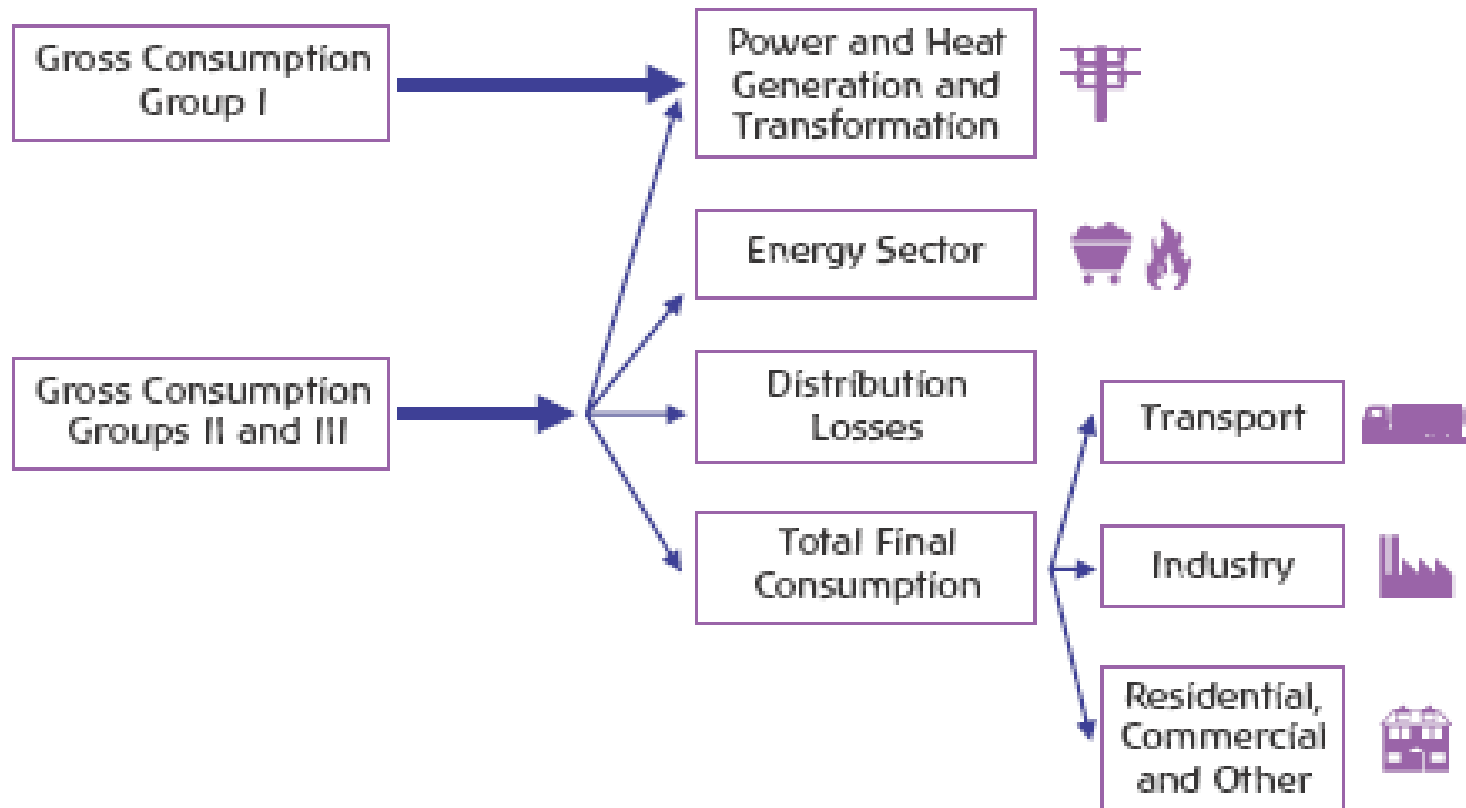 Gross Consumption
Group I
Power and Heat
Generation and
Transformation
Energy Sector
Gross Consumption
Groups II and III
Distribution
Losses
Transport
Total Final
Consumption
Industry
Residential,
Commercial
and Other